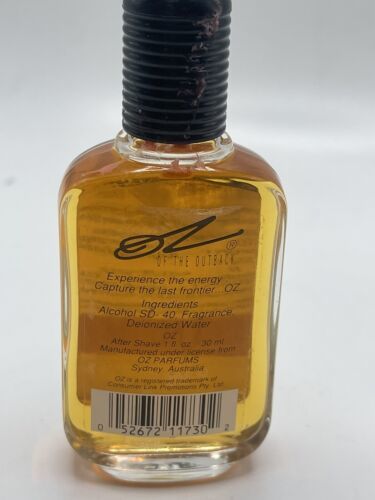 OZ ®
OF THE OUTBACK
Experience the energy
Capture the last frontier...OZ
Ingredients
Alcohol SD- 40, Fragrance,
Deionized Water
OZ
After Shave 1 fl. oz. 30 ml
Manufactured under license from
OZ PARFUMS
Sydney, Australia
OZ is a registered trademark of
Consumer Link Promotions Pty. Ltd.
0 52672 11730 2